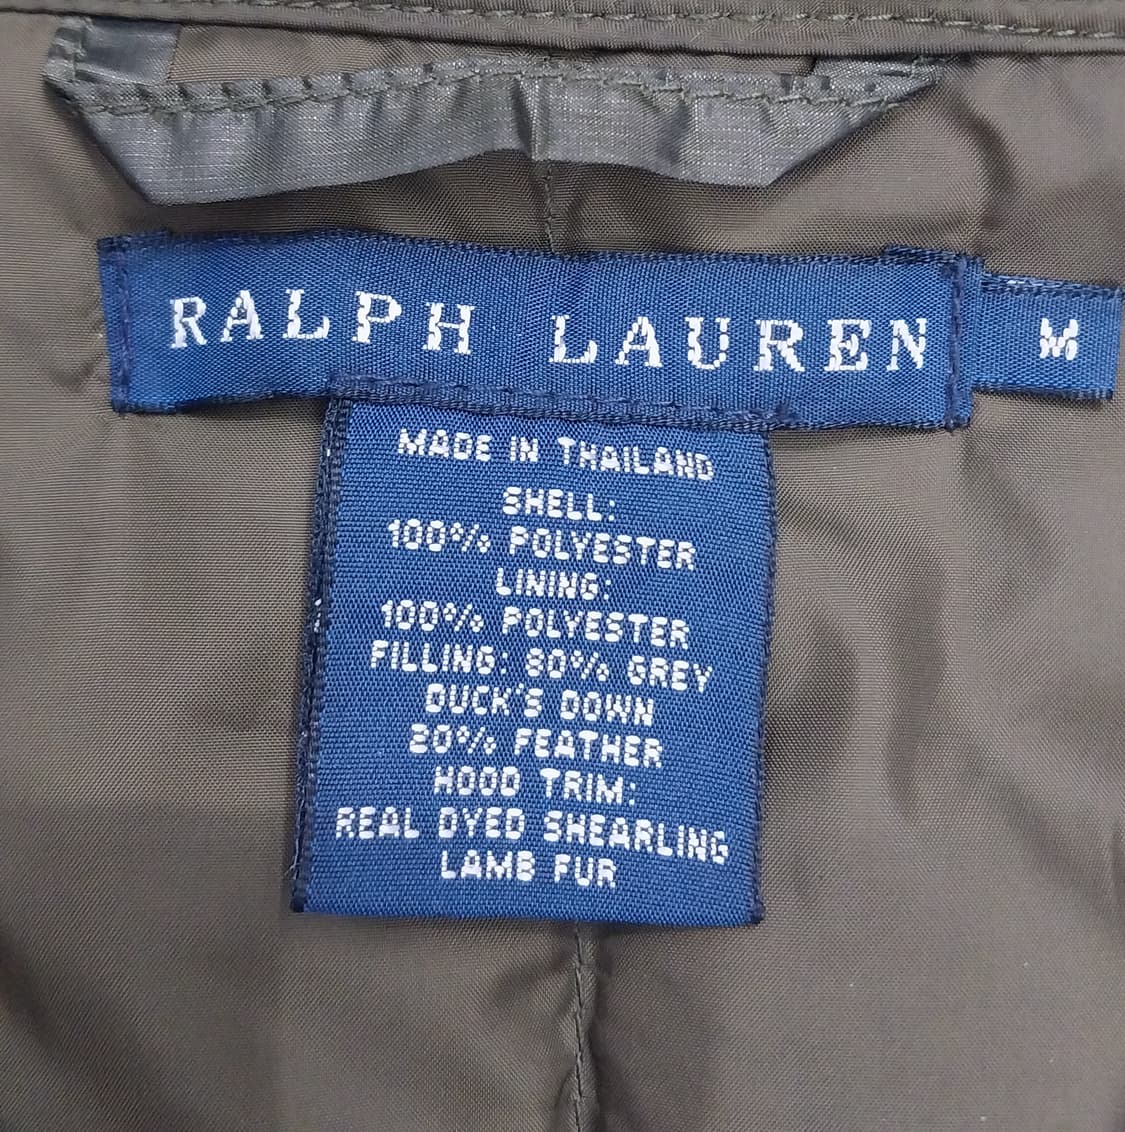 RALPH LAUREN M
MADE IN THAILAND
SHELL:
100% POLYESTER
LINING:
100% POLYESTER
FILLING: 80% GREY
DUCK'S DOWN
20% FEATHER
HOOD TRIM:
REAL DYED SHEARLING
LAMB FUR